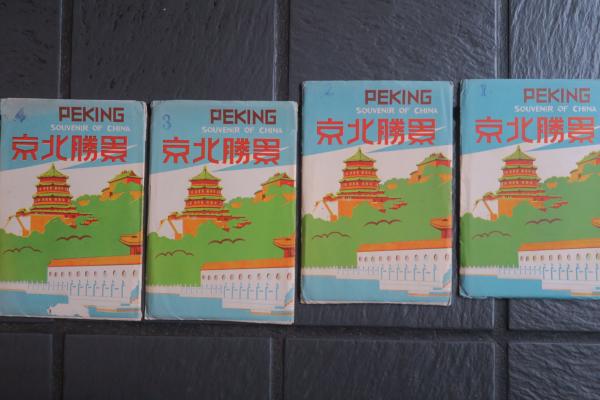 4
PEKING
SOUVENIR OF CHINA
京北勝景
3
PEKING
SOUVENIR OF CHINA
京北勝景
2
PEKING
SOUVENIR OF CHINA
京北勝景
1
PEKING
SOUVENIR OF CHINA
京北勝景